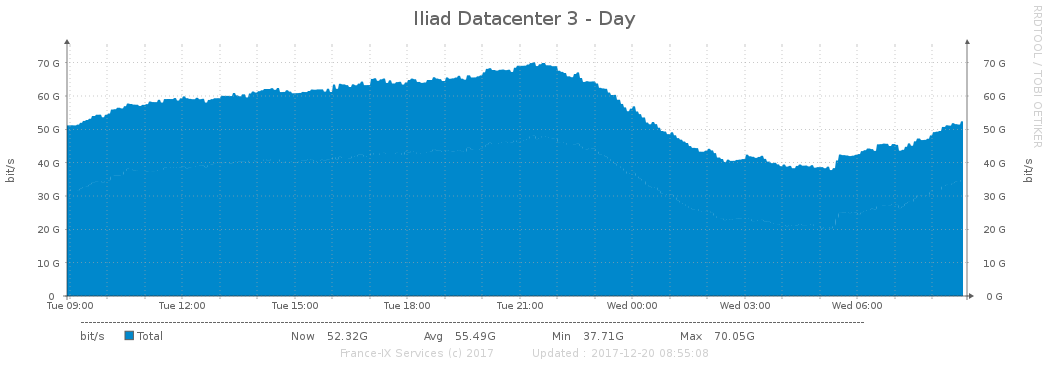 Iliad Datacenter 3 - Day
RRDTOOL / TOBI OETIKER
bit/s
70 G 70 G
60 G 60 G
50 G 50 G
40 G 40 G
30 G 30 G
20 G 20 G
10 G 10 G
0 0 G
bit/s
Tue 09:00 Tue 12:00 Tue 15:00 Tue 18:00 Tue 21:00 Wed 00:00 Wed 03:00 Wed 06:00
bit/s Total Now 52.32G Avg 55.49G Min 37.71G Max 70.05G
France-IX Services (c) 2017 Updated : 2017-12-20 08:55:08